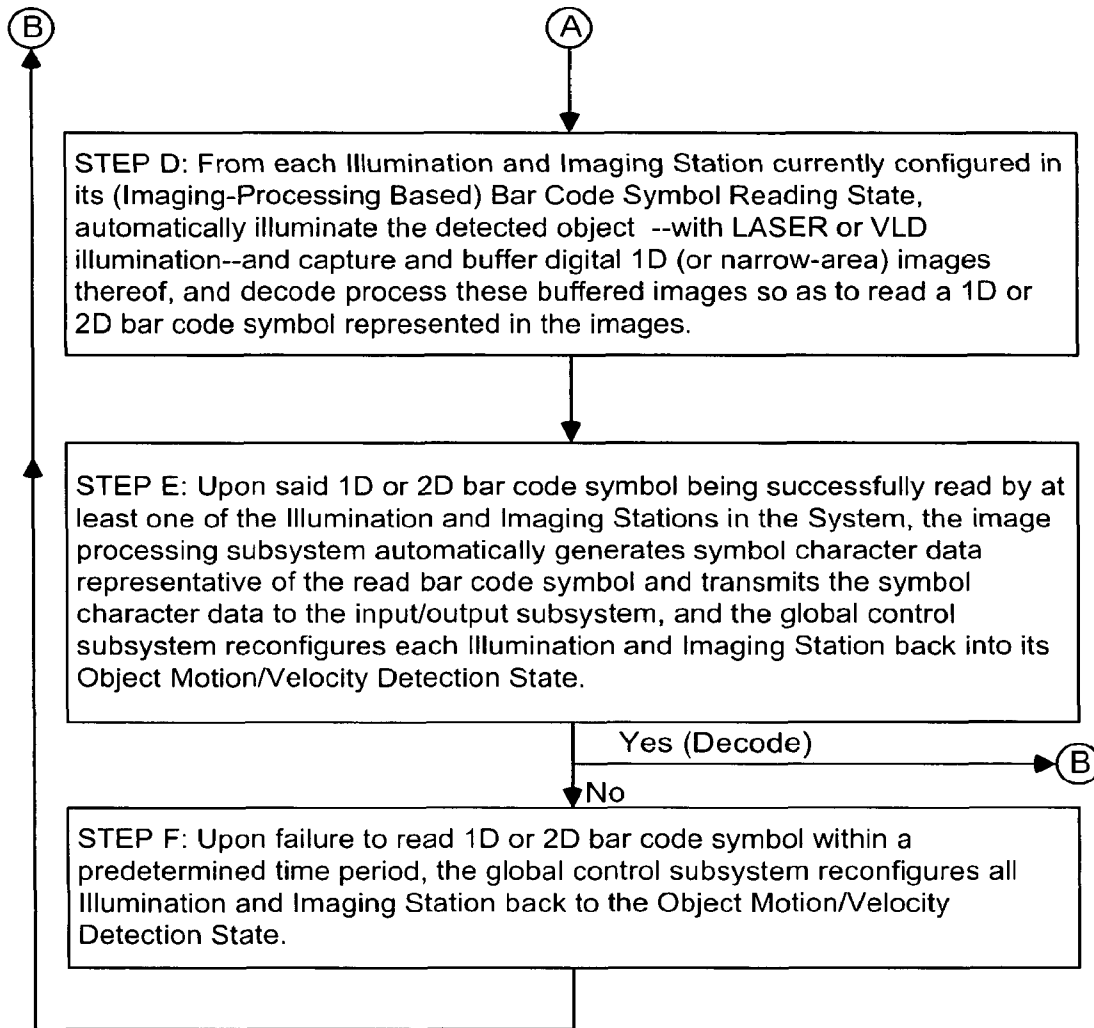 B
A
STEP D: From each Illumination and Imaging Station currently configured in
its (Imaging-Processing Based) Bar Code Symbol Reading State,
automatically illuminate the detected object --with LASER or VLD
illumination--and capture and buffer digital 1D (or narrow-area) images
thereof, and decode process these buffered images so as to read a 1D or
2D bar code symbol represented in the images.
STEP E: Upon said 1D or 2D bar code symbol being successfully read by at
least one of the Illumination and Imaging Stations in the System, the image
processing subsystem automatically generates symbol character data
representative of the read bar code symbol and transmits the symbol
character data to the input/output subsystem, and the global control
subsystem reconfigures each Illumination and Imaging Station back into its
Object Motion/Velocity Detection State.
Yes (Decode)
B
No
STEP F: Upon failure to read 1D or 2D bar code symbol within a
predetermined time period, the global control subsystem reconfigures all
Illumination and Imaging Station back to the Object Motion/Velocity
Detection State.